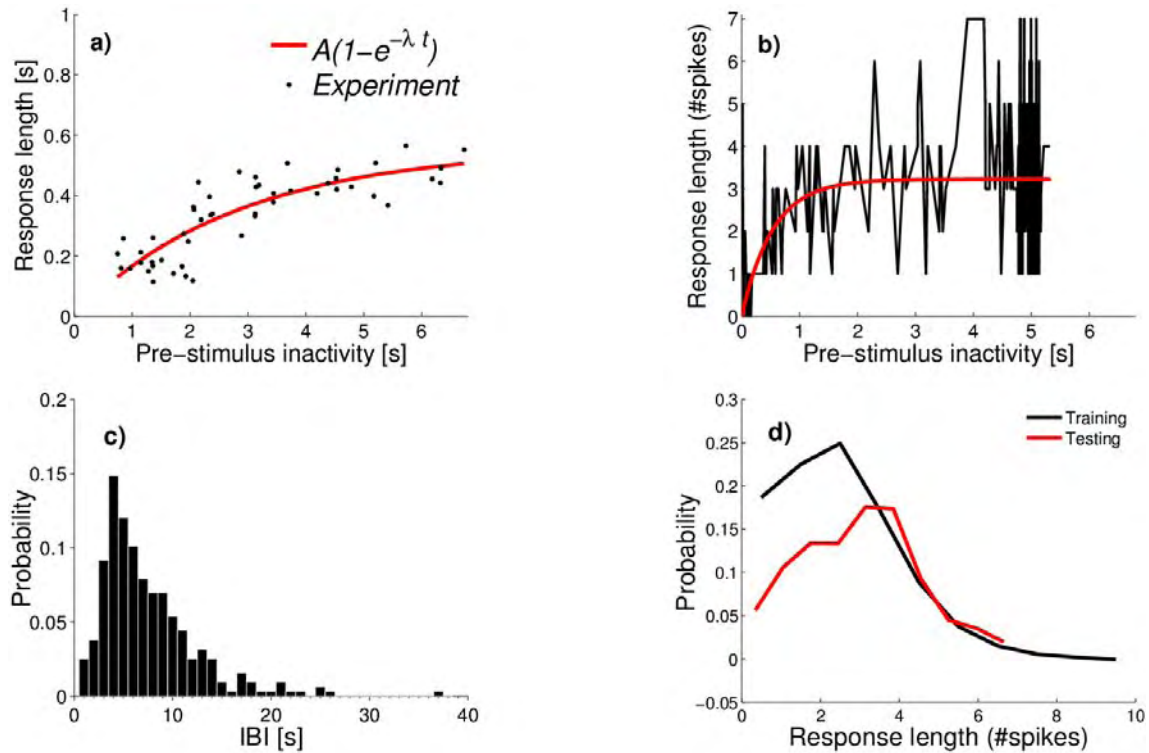 a)
A(1−e^{−λ t})
Experiment
Response length [s]
1
0.8
0.6
0.4
0.2
0
0 1 2 3 4 5 6
Pre−stimulus inactivity [s]
b)
Response length (#spikes)
7
6
5
4
3
2
1
0
0 1 2 3 4 5 6
Pre−stimulus inactivity [s]
c)
Probability
0.2
0.15
0.1
0.05
0
0 10 20 30 40
IBI [s]
d)
Training
Testing
Probability
0.3
0.25
0.2
0.15
0.1
0.05
0
−0.05
0 2 4 6 8 10
Response length (#spikes)